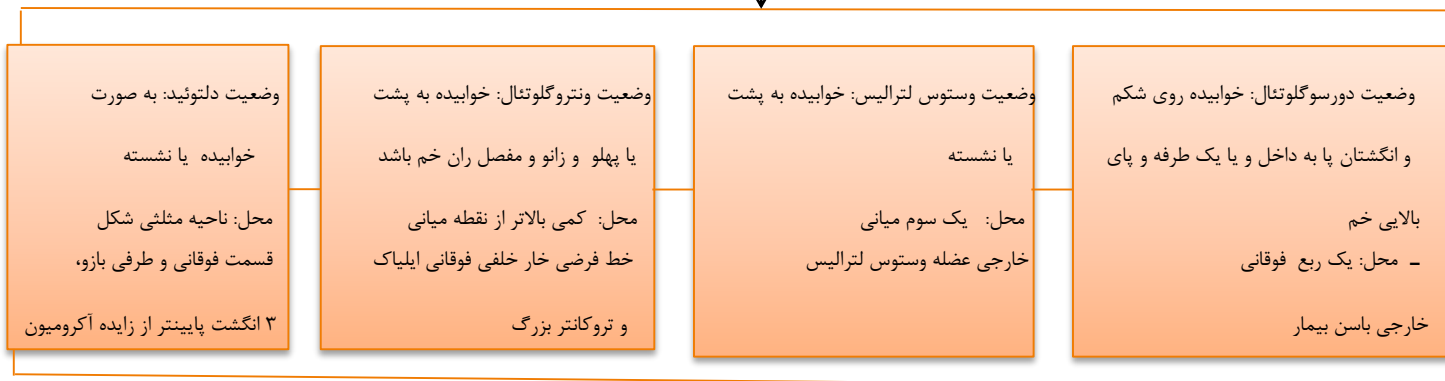 وضعیت دورسوگلوتئال: خوابیده روی شکم
و انگشتان پا به داخل و یا یک طرفه و پای
بالایی خم
ـ محل: یک ربع فوقانی
خارجی باسن بیمار
وضعیت وستوس لترالیس: خوابیده به پشت
یا نشسته
محل: یک سوم میانی
خارجی عضله وستوس لترالیس
وضعیت ونتروگلوتئال: خوابیده به پشت
یا پهلو و زانو و مفصل ران خم باشد
محل: کمی بالاتر از نقطه میانی
خط فرضی خار خلفی فوقانی ایلیاک
و تروکانتر بزرگ
وضعیت دلتوئید: به صورت
خوابیده یا نشسته
محل: ناحیه مثلثی شکل
قسمت فوقانی و طرفی بازو،
۳ انگشت پایینتر از زایده آکرومیون